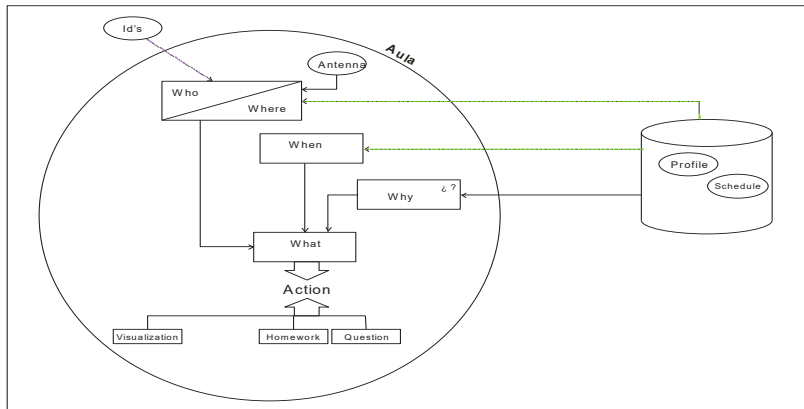 Id's
Aula
Antenna
Who
Where
When
Profile
Schedule
¿ ?
Why
What
Action
Visualization
Homework
Question